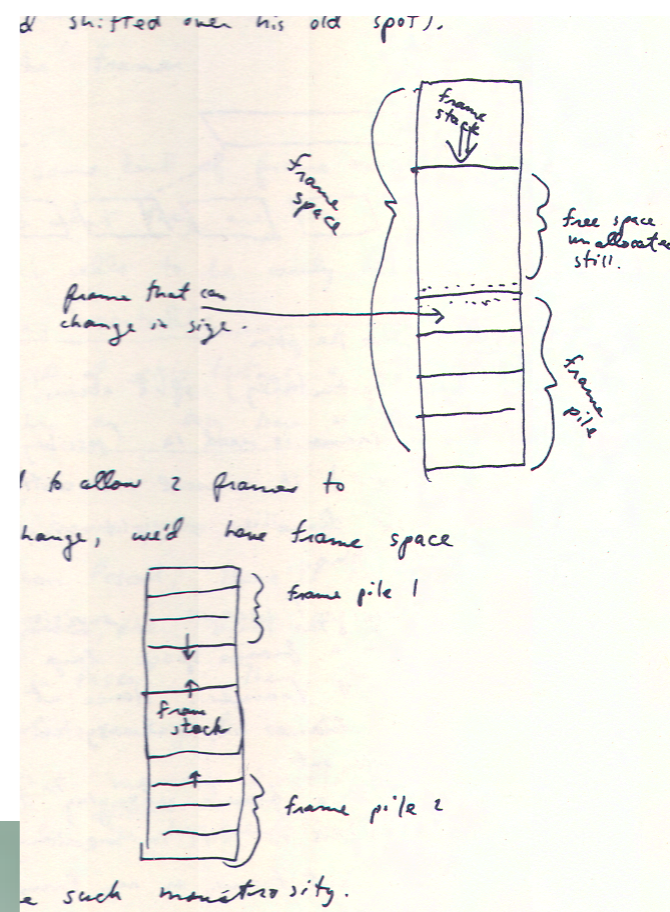 d shifted over his old spot).
frame
stack
frame
space
free space
unallocated
still.
frame that can
change in size.
frame
pile
to allow 2 frames to
hange, we'd have frame space
frame pile 1
frame
stack
frame pile 2
e such monstrosity.